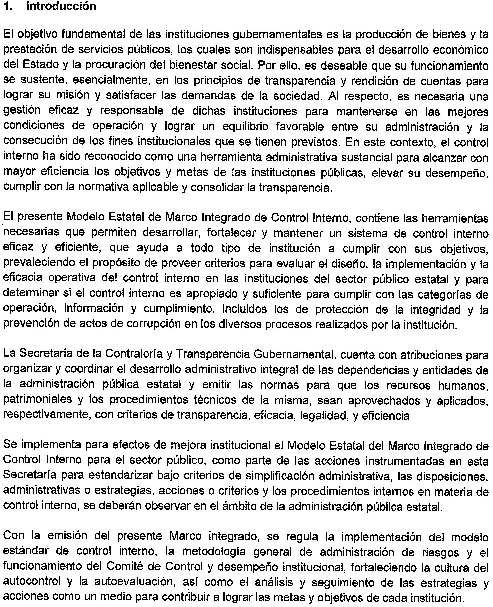 1. Introducción
El objetivo fundamental de las instituciones gubernamentales es la producción de bienes y la
prestación de servicios públicos, los cuales son indispensables para el desarrollo económico
del Estado y la procuración del bienestar social. Por ello, es deseable que su funcionamiento
se sustente, esencialmente, en los principios de transparencia y rendición de cuentas para
lograr su misión y satisfacer las demandas de la sociedad. Al respecto, es necesaria una
gestión eficaz y responsable de dichas instituciones para mantenerse en las mejores
condiciones de operación y lograr un equilibrio favorable entre su administración y la
consecución de los fines institucionales que se tienen previstos. En este contexto, el control
interno ha sido reconocido como una herramienta administrativa sustancial para alcanzar con
mayor eficiencia los objetivos y metas de las instituciones públicas, elevar su desempeño,
cumplir con la normativa aplicable y consolidar la transparencia.
El presente Modelo Estatal de Marco Integrado de Control Interno, contiene las herramientas
necesarias que permiten desarrollar, fortalecer y mantener un sistema de control interno
eficaz y eficiente, que ayuda a todo tipo de institución a cumplir con sus objetivos,
prevaleciendo el propósito de proveer criterios para evaluar el diseño, la implementación y la
eficacia operativa del control interno en las instituciones del sector público estatal y para
determinar si el control interno es apropiado y suficiente para cumplir con las categorías de
operación, información y cumplimiento. Incluidos los de protección de la integridad y la
prevención de actos de corrupción en los diversos procesos realizados por la institución.
La Secretaría de la Contraloría y Transparencia Gubernamental, cuenta con atribuciones para
organizar y coordinar el desarrollo administrativo integral de las dependencias y entidades de
la administración pública estatal y emitir las normas para que los recursos humanos,
patrimoniales y los procedimientos técnicos de la misma, sean aprovechados y aplicados,
respectivamente, con criterios de transparencia, eficacia, legalidad, y eficiencia
Se implementa para efectos de mejora institucional el Modelo Estatal del Marco Integrado de
Control Interno para el sector público, como parte de las acciones instrumentadas en esta
Secretaría para estandarizar bajo criterios de simplificación administrativa, las disposiciones,
administrativas o estrategias, acciones o criterios y los procedimientos internos en materia de
control interno, se deberán observar en el ámbito de la administración pública estatal.
Con la emisión del presente Marco integrado, se regula la implementación del modelo
estándar de control interno, la metodología general de administración de riesgos y el
funcionamiento del Comité de Control y desempeño institucional, fortaleciendo la cultura del
autocontrol y la autoevaluación, así como el análisis y seguimiento de las estrategias y
acciones como un medio para contribuir a lograr las metas y objetivos de cada institución.